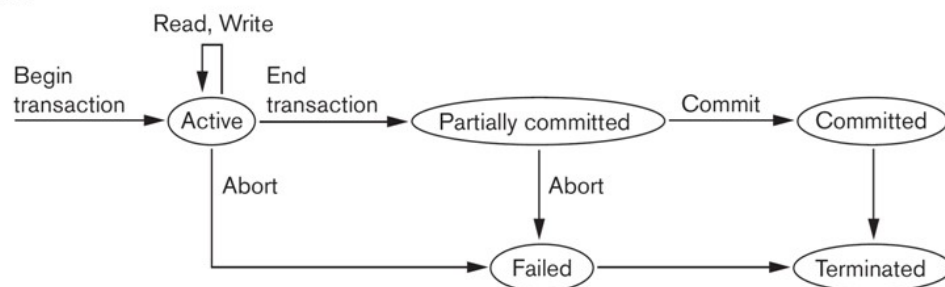 Read, Write
Begin
transaction
End
transaction
Active
Partially committed
Commit
Committed
Abort
Abort
Failed
Terminated